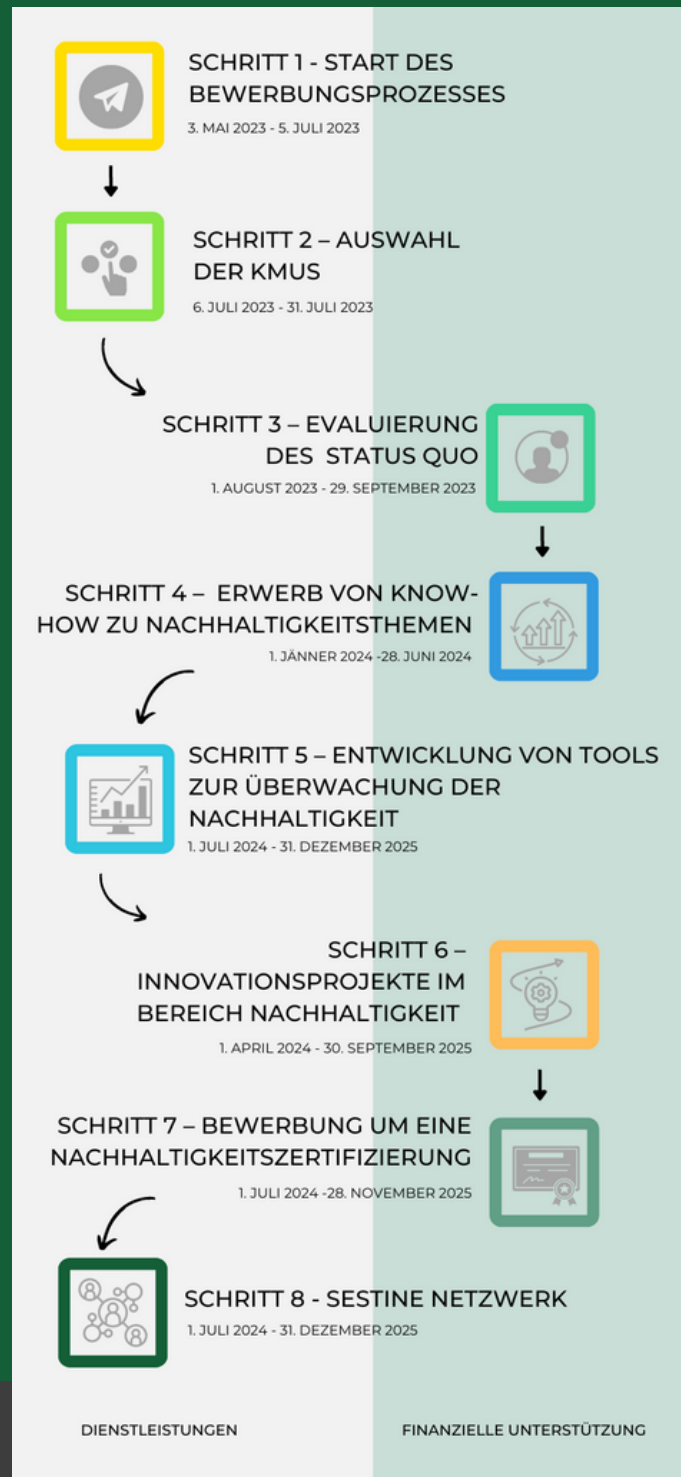 SCHRITT 1 - START DES
BEWERBUNGSPROZESSES
3. MAI 2023 - 5. JULI 2023
SCHRITT 2 – AUSWAHL
DER KMUS
6. JULI 2023 - 31. JULI 2023
SCHRITT 3 – EVALUIERUNG
DES STATUS QUO
1. AUGUST 2023 - 29. SEPTEMBER 2023
SCHRITT 4 – ERWERB VON KNOW-
HOW ZU NACHHALTIGKEITSTHEMEN
1. JÄNNER 2024 -28. JUNI 2024
SCHRITT 5 – ENTWICKLUNG VON TOOLS
ZUR ÜBERWACHUNG DER
NACHHALTIGKEIT
1. JULI 2024 - 31. DEZEMBER 2025
SCHRITT 6 –
INNOVATIONSPROJEKTE IM
BEREICH NACHHALTIGKEIT
1. APRIL 2024 - 30. SEPTEMBER 2025
SCHRITT 7 – BEWERBUNG UM EINE
NACHHALTIGKEITSZERTIFIZIERUNG
1. JULI 2024 -28. NOVEMBER 2025
SCHRITT 8 - SESTINE NETZWERK
1. JULI 2024 - 31. DEZEMBER 2025
DIENSTLEISTUNGEN
FINANZIELLE UNTERSTÜTZUNG